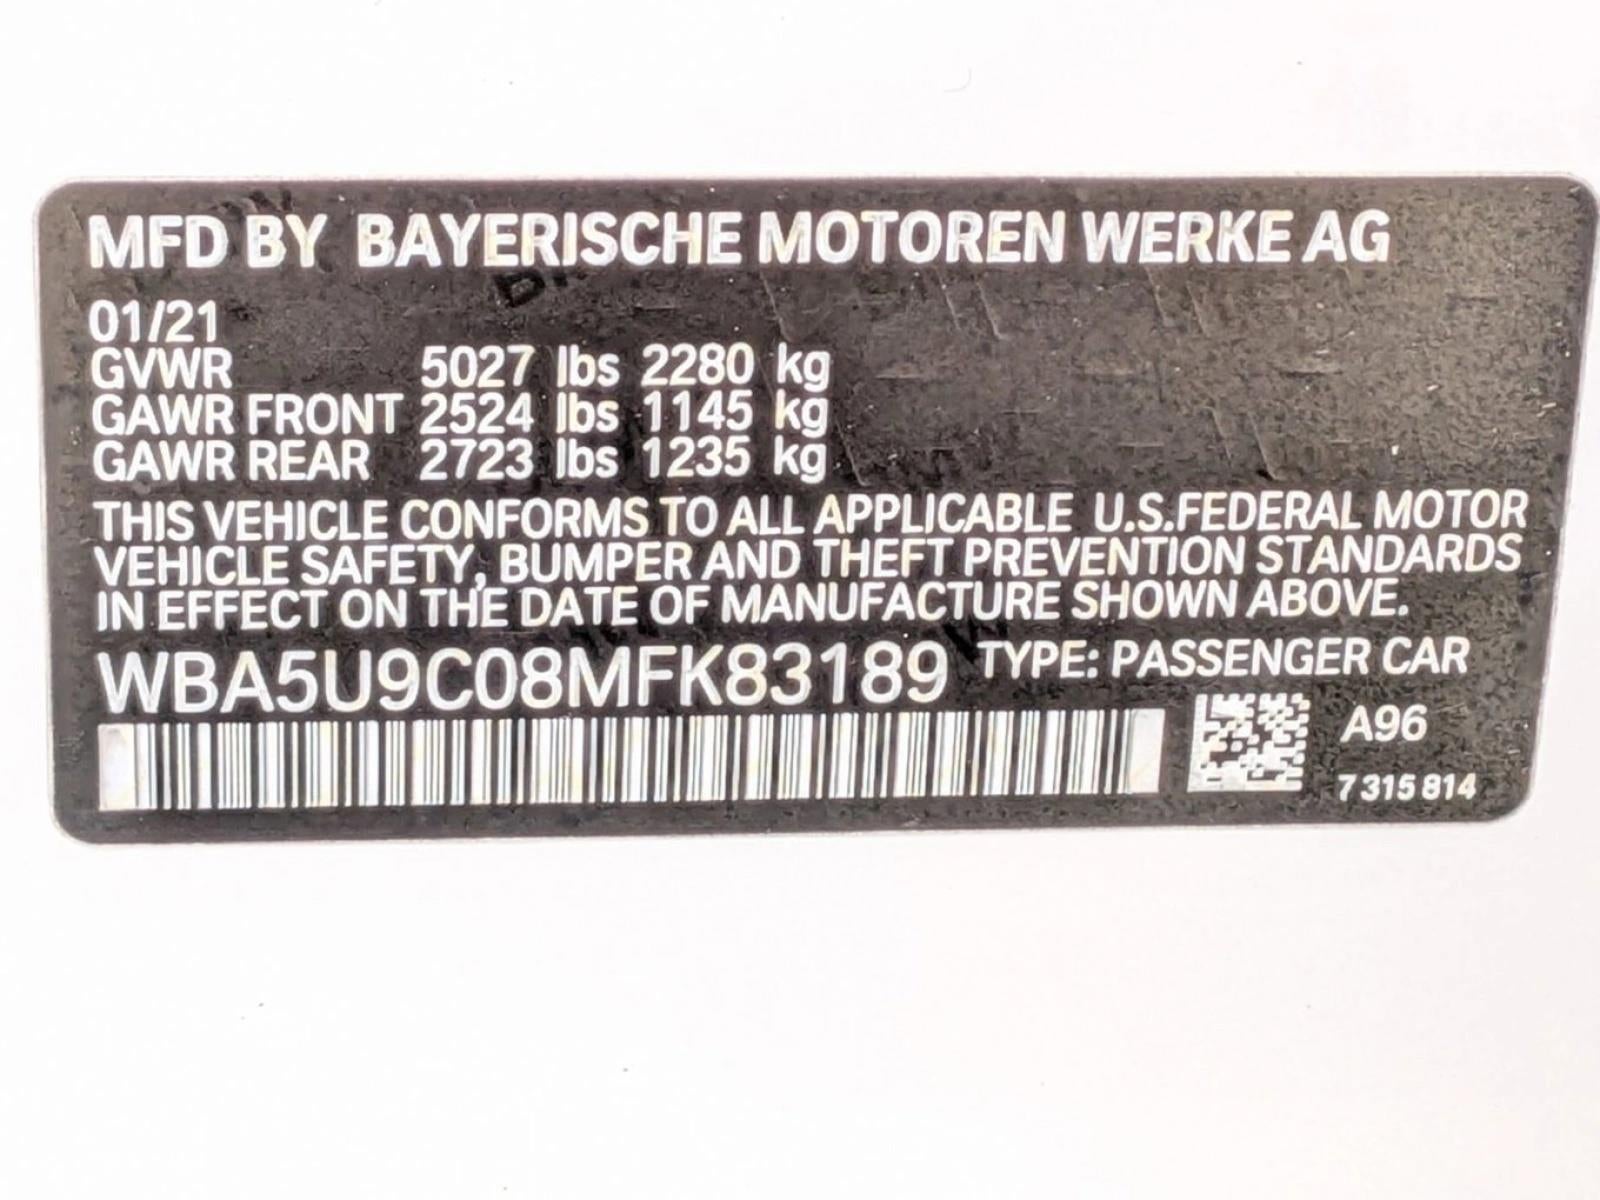 MFD BY BAYERISCHE MOTOREN WERKE AG
01/21
GVWR 5027 lbs 2280 kg
GAWR FRONT 2524 lbs 1145 kg
GAWR REAR 2723 lbs 1235 kg
THIS VEHICLE CONFORMS TO ALL APPLICABLE U.S.FEDERAL MOTOR
VEHICLE SAFETY, BUMPER AND THEFT PREVENTION STANDARDS
IN EFFECT ON THE DATE OF MANUFACTURE SHOWN ABOVE.
WBA5U9C08MFK83189 TYPE: PASSENGER CAR
A96
7 315 814